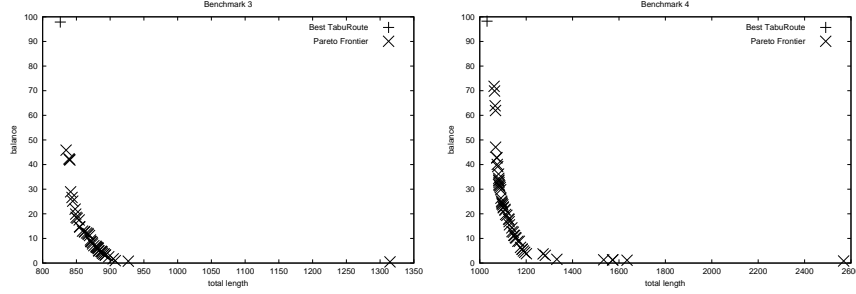 Benchmark 3
100
90
80
70
60
50
40
30
20
10
0
balance
Best TabuRoute
Pareto Frontier
800 850 900 950 1000 1050 1100 1150 1200 1250 1300 1350
total length
Benchmark 4
100
90
80
70
60
50
40
30
20
10
0
balance
Best TabuRoute
Pareto Frontier
1000 1200 1400 1600 1800 2000 2200 2400 2600
total length